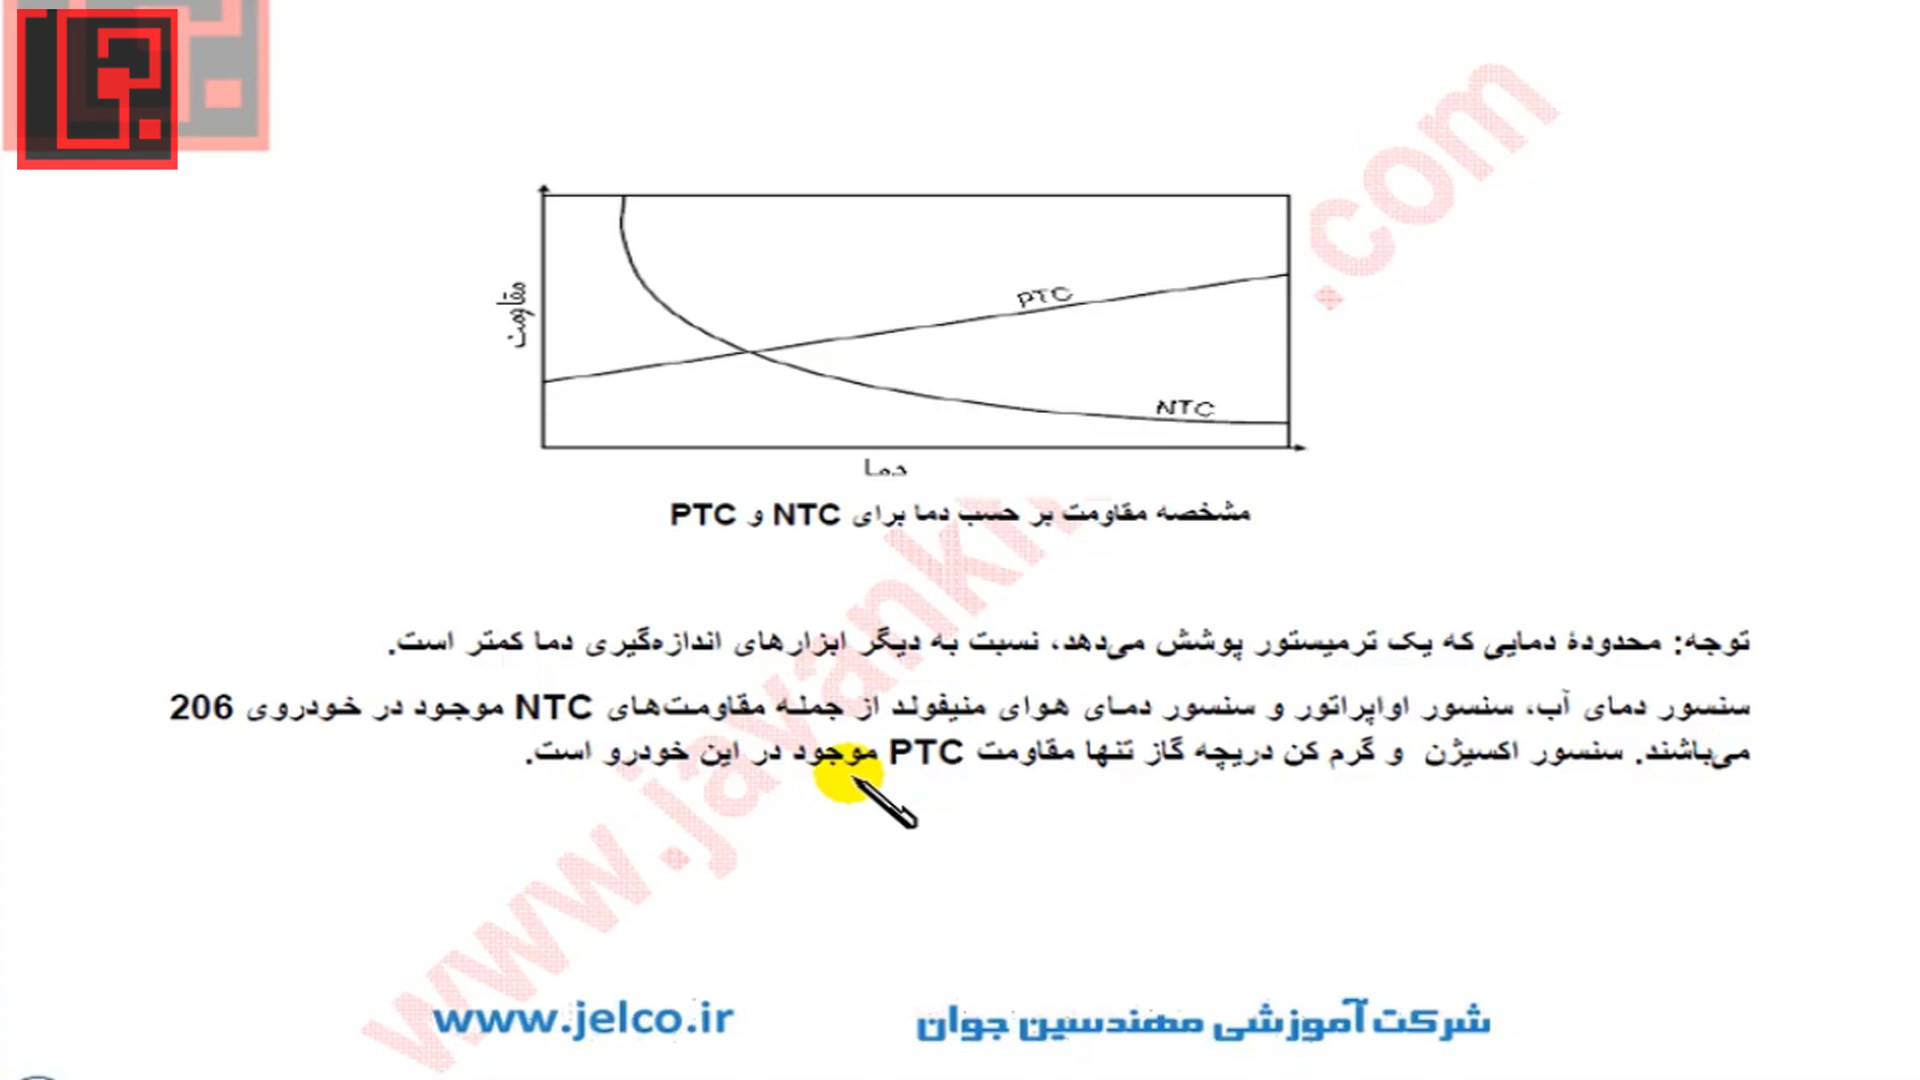 مقاومت
PTC
NTC
دما
مشخصه مقاومت بر حسب دما برای NTC و PTC
توجه: محدودهٔ دمایی که یک ترمیستور پوشش می‌دهد، نسبت به دیگر ابزارهای اندازه‌گیری دما کمتر است.
سنسور دمای آب، سنسور اواپراتور و سنسور دمای هوای منیفولد از جمله مقاومت‌های NTC موجود در خودروی 206
می‌باشند. سنسور اکسیژن و گرم کن دریچه گاز تنها مقاومت PTC موجود در این خودرو است.
www.jelco.ir
شرکت آموزشی مهندسین جوان